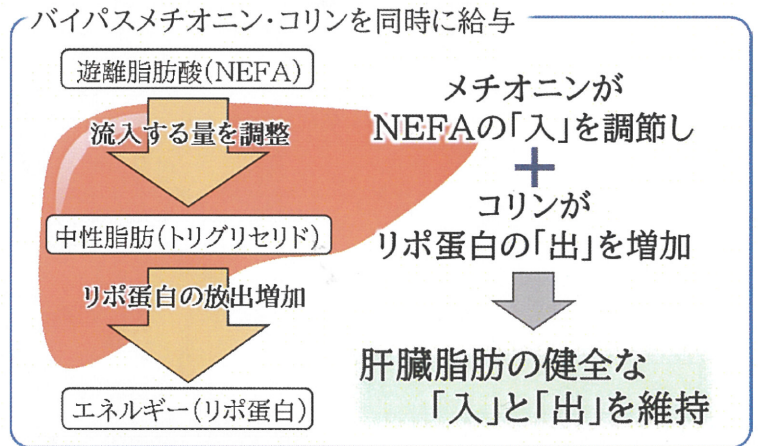 バイパスメチオニン・コリンを同時に給与
遊離脂肪酸(NEFA)
流入する量を調整
中性脂肪(トリグリセリド)
リポ蛋白の放出増加
エネルギー(リポ蛋白)
メチオニンが
NEFAの「入」を調節し
+
コリンが
リポ蛋白の「出」を増加
肝臓脂肪の健全な
「入」と「出」を維持